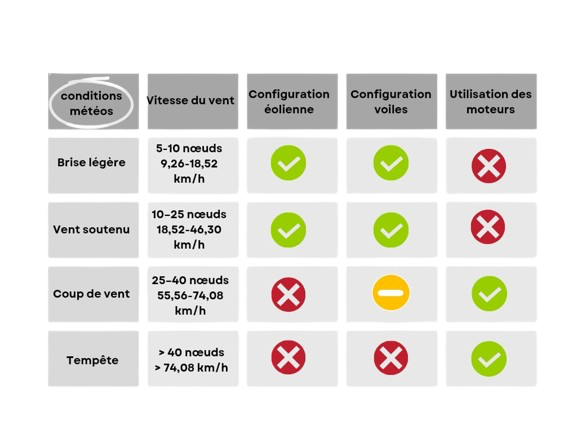 conditions
météos
Vitesse du vent
Configuration
éolienne
Configuration
voiles
Utilisation des
moteurs
Brise légère
5-10 nœuds
9,26-18,52
km/h
Vent soutenu
10-25 nœuds
18,52-46,30
km/h
Coup de vent
25-40 nœuds
55,56-74,08
km/h
Tempête
> 40 nœuds
> 74,08 km/h